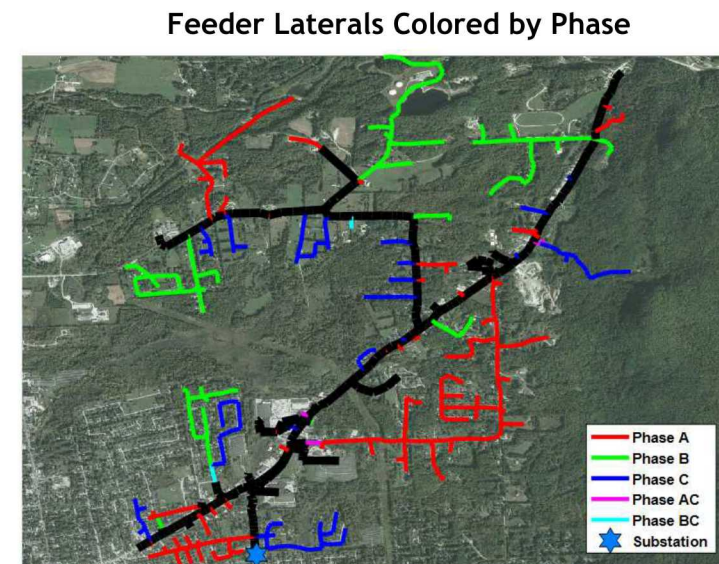 Feeder Laterals Colored by Phase
Phase A
Phase B
Phase C
Phase AC
Phase BC
Substation